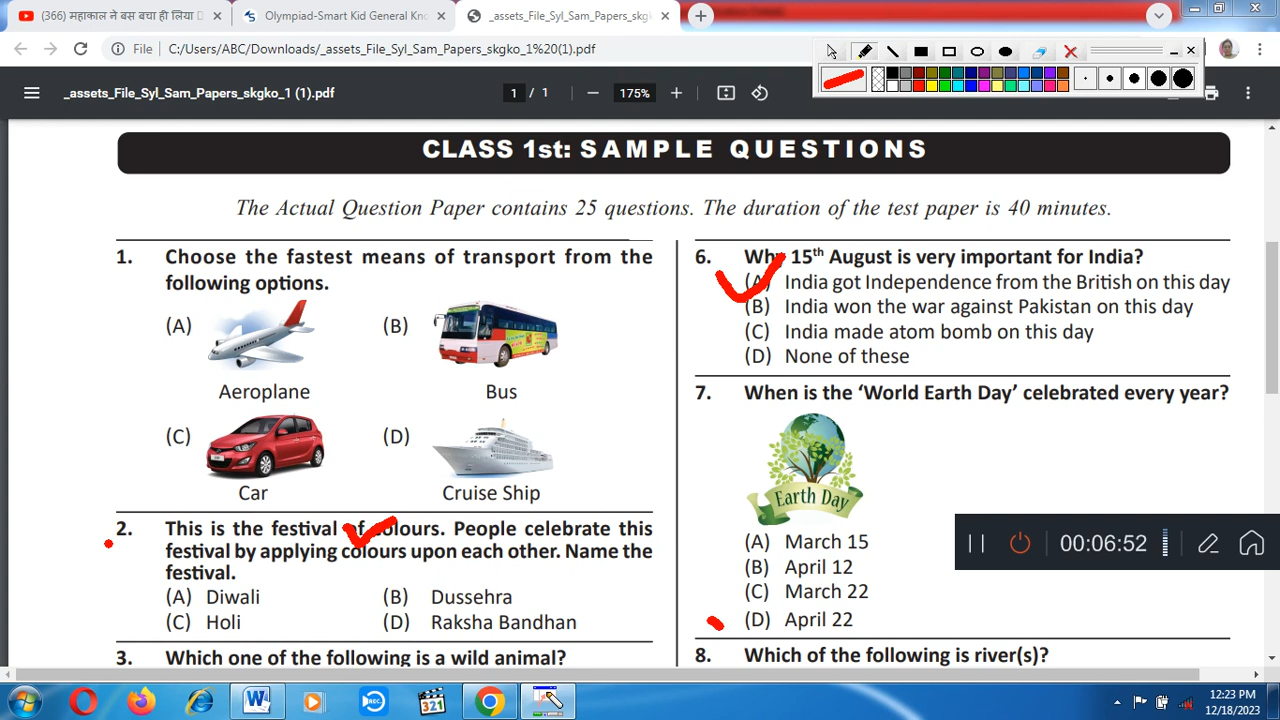 (366) महाकाल ने बस बचा ही लिया D
Olympiad-Smart Kid General Kno
_assets_File_Syl_Sam_Papers_skg
File C:/Users/ABC/Downloads/_assets_File_Syl_Sam_Papers_skgko_1%20(1).pdf
_assets_File_Syl_Sam_Papers_skgko_1 (1).pdf
1 / 1
175%
CLASS 1st: SAMPLE QUESTIONS
The Actual Question Paper contains 25 questions. The duration of the test paper is 40 minutes.
1. Choose the fastest means of transport from the
following options.
(A) (B)
Aeroplane Bus
(C) (D)
Car Cruise Ship
2. This is the festival of colours. People celebrate this
festival by applying colours upon each other. Name the
festival.
(A) Diwali (B) Dussehra
(C) Holi (D) Raksha Bandhan
3. Which one of the following is a wild animal?
6. Why 15th August is very important for India?
(A) India got Independence from the British on this day
(B) India won the war against Pakistan on this day
(C) India made atom bomb on this day
(D) None of these
7. When is the ‘World Earth Day’ celebrated every year?
Earth Day
(A) March 15
(B) April 12
(C) March 22
(D) April 22
8. Which of the following is river(s)?
00:06:52
REC
321
12:23 PM
12/18/2023